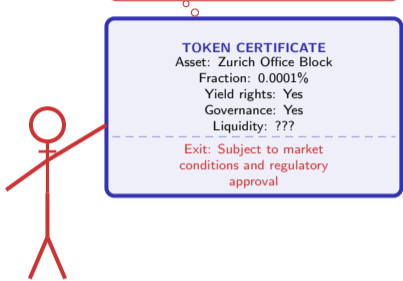 TOKEN CERTIFICATE
Asset: Zurich Office Block
Fraction: 0.0001%
Yield rights: Yes
Governance: Yes
Liquidity: ???
Exit: Subject to market
conditions and regulatory
approval